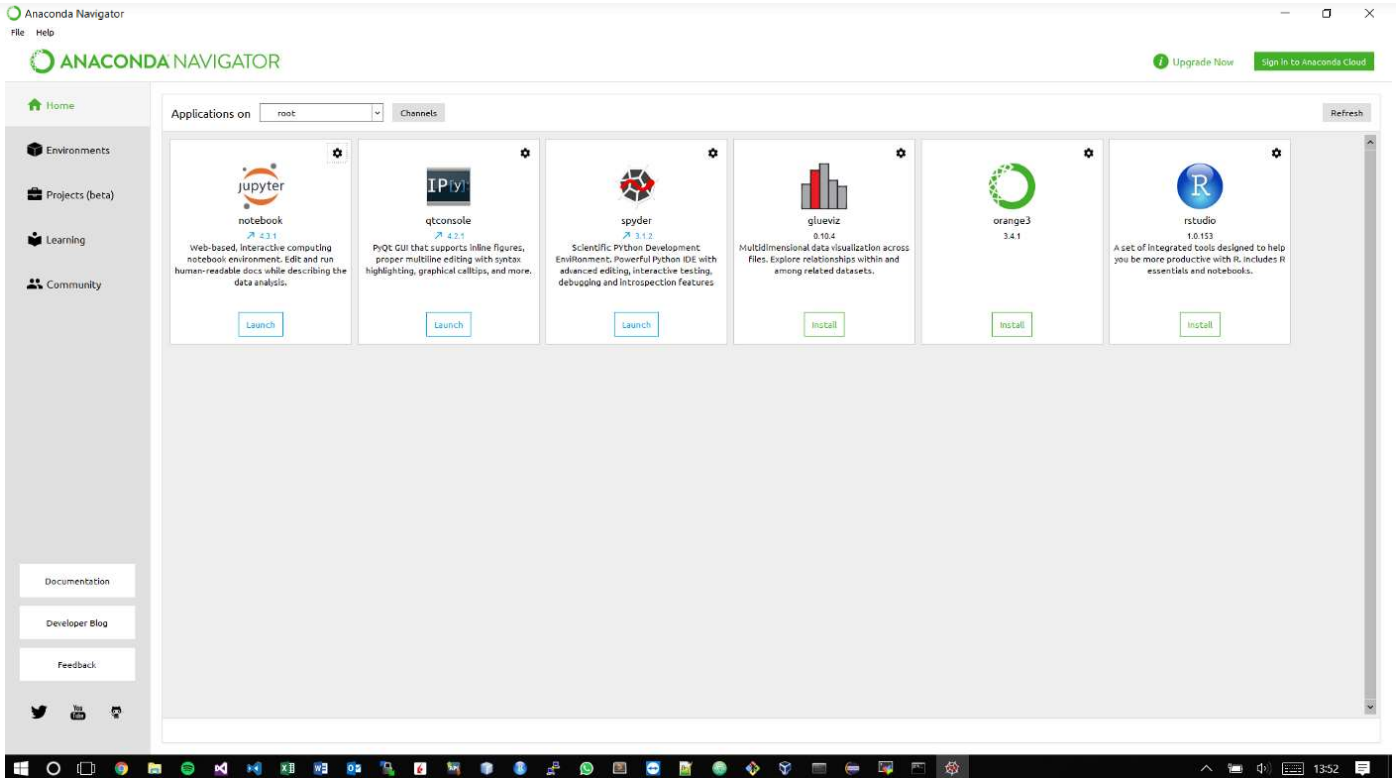 Anaconda Navigator
File Help
ANACONDA NAVIGATOR
Upgrade Now
Sign in to Anaconda Cloud
Home
Environments
Projects (beta)
Learning
Community
Documentation
Developer Blog
Feedback
You
Tube
Applications on root Channels
Refresh
jupyter
notebook
4.3.1
Web-based, interactive computing
notebook environment. Edit and run
human-readable docs while describing the
data analysis.
Launch
IP[y]:
qtconsole
4.2.1
PyQt GUI that supports inline figures,
proper multiline editing with syntax
highlighting, graphical calltips, and more.
Launch
spyder
3.1.2
Scientific PYthon Development
EnviRonment. Powerful Python IDE with
advanced editing, interactive testing,
debugging and introspection features
Launch
glueviz
0.10.4
Multidimensional data visualization across
files. Explore relationships within and
among related datasets.
Install
orange3
3.4.1
Install
R
rstudio
1.0.153
A set of integrated tools designed to help
you be more productive with R. Includes R
essentials and notebooks.
Install
13:52